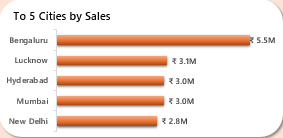 To 5 Cities by Sales
Bengaluru ₹ 5.5M
Lucknow ₹ 3.1M
Hyderabad ₹ 3.0M
Mumbai ₹ 3.0M
New Delhi ₹ 2.8M